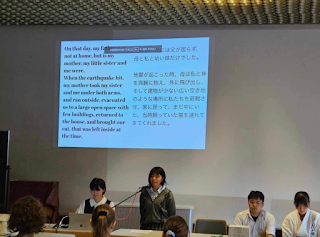 On that day, my fa
not at home, but is my
mother, my little sister and
me were.
When the earthquake hit,
my mother took my sister
and me under both arms,
and ran outside, evacuated
us to a large open space with
few buildings, returned to
the house, and brought our
cat, that was left inside at
the time.
は父が居らず、
母と私と幼い妹だけでした。
地震が起こった時、母は私と妹
を両脇に抱え、外に飛び出し、
そして建物が少ない広い空き地
のような場所に私たちを避難さ
せ、家に戻って、まだ中にい
た、当時飼っていた猫を連れて
きてくれました。